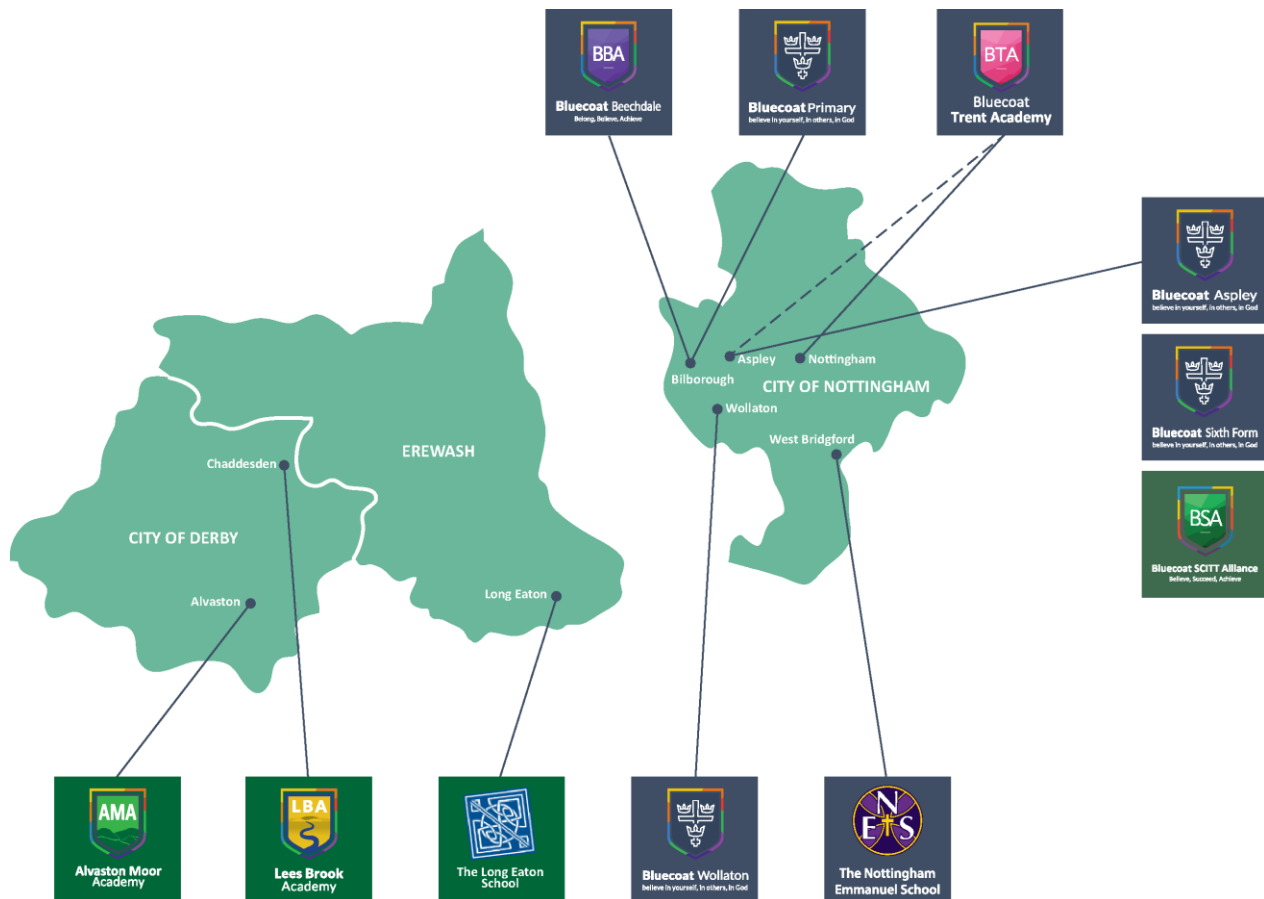 BBA
Bluecoat Beechdale
Belong, Believe, Achieve
Bluecoat Primary
believe in yourself, in others, in God
BTA
Bluecoat
Trent Academy
Bluecoat Aspley
believe in yourself, in others, in God
Bluecoat Sixth Form
believe in yourself, in others, in God
BSA
Bluecoat SCITT Alliance
Believe, Succeed, Achieve
Aspley
Nottingham
Bilborough
CITY OF NOTTINGHAM
Wollaton
West Bridgford
EREWASH
Chaddesden
CITY OF DERBY
Alvaston
Long Eaton
AMA
Alvaston Moor
Academy
LBA
Lees Brook
Academy
The Long Eaton
School
Bluecoat Wollaton
believe in yourself, in others, in God
N
E S
The Nottingham
Emmanuel School